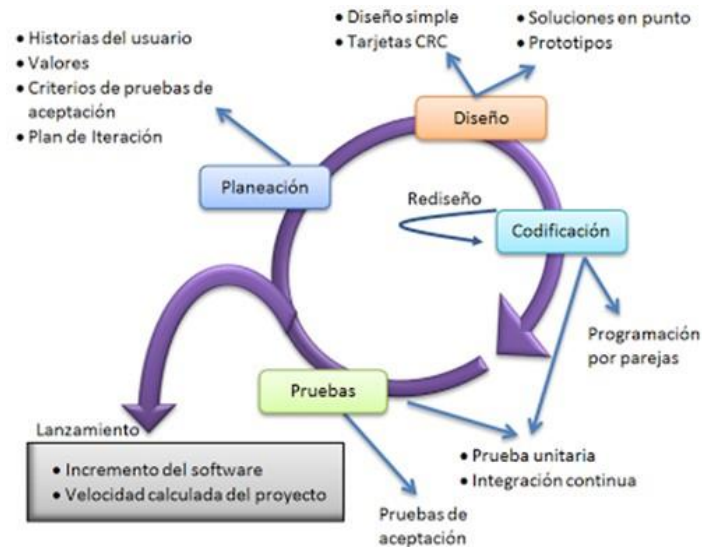 • Historias del usuario
• Valores
• Criterios de pruebas de
aceptación
• Plan de Iteración
• Diseño simple
• Tarjetas CRC
• Soluciones en punto
• Prototipos
Diseño
Planeación
Rediseño
Codificación
Programación
por parejas
Pruebas
Lanzamiento
• Incremento del software
• Velocidad calculada del proyecto
• Prueba unitaria
• Integración continua
Pruebas de
aceptación